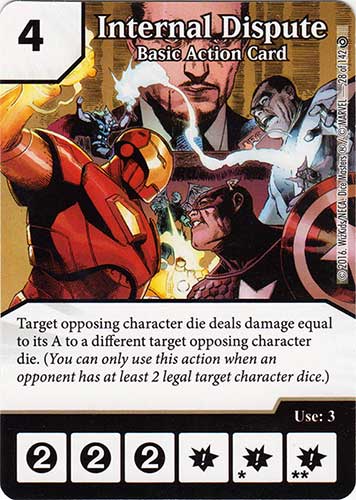 4
Internal Dispute
Basic Action Card
©2016 WizKids/NECA. Dice Masters ®/© MARVEL — 28 of 142
Target opposing character die deals damage equal
to its A to a different target opposing character
die. (You can only use this action when an
opponent has at least 2 legal target character dice.)
Use: 3
2 2 2 ! ! !
* **